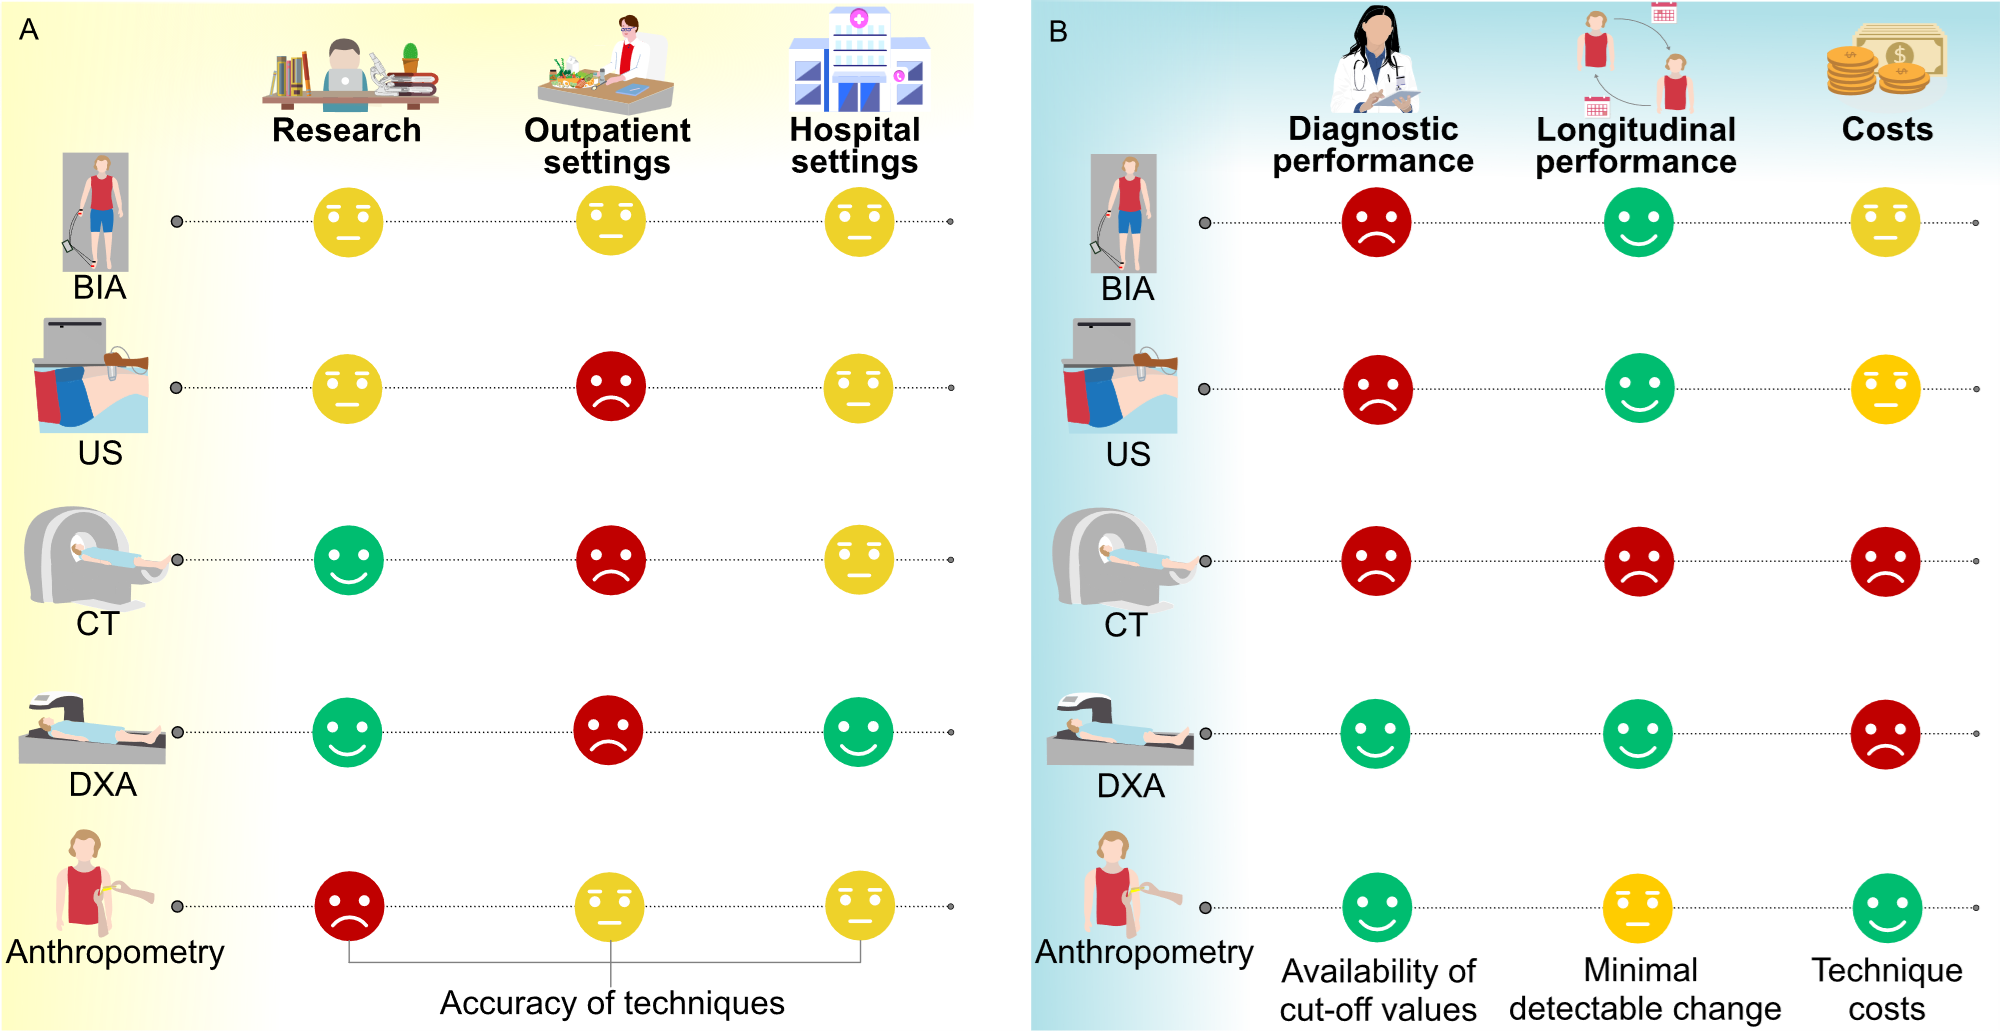 A
Research
Outpatient
settings
Hospital
settings
BIA
US
CT
DXA
Anthropometry
Accuracy of techniques
B
Diagnostic
performance
Longitudinal
performance
$
Costs
BIA
US
CT
DXA
Anthropometry
Availability of
cut-off values
Minimal
detectable change
Technique
costs